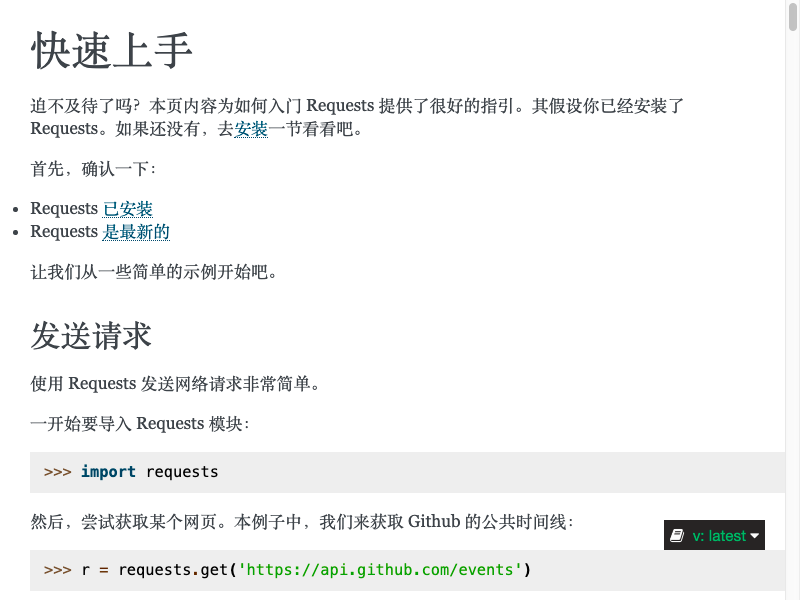 快速上手
迫不及待了吗？本页内容为如何入门 Requests 提供了很好的指引。其假设你已经安装了
Requests。如果还没有，去安装一节看看吧。
首先，确认一下：
Requests 已安装
Requests 是最新的
让我们从一些简单的示例开始吧。
发送请求
使用 Requests 发送网络请求非常简单。
一开始要导入 Requests 模块：
>>> import requests
然后，尝试获取某个网页。本例子中，我们来获取 Github 的公共时间线：
v: latest
>>> r = requests.get('https://api.github.com/events')